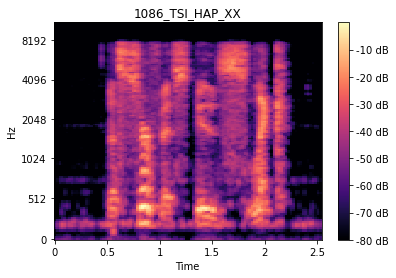 1086_TSI_HAP_XX
Hz
8192
4096
2048
1024
512
0
0
0.5
1
1.5
2
2.5
Time
-10 dB
-20 dB
-30 dB
-40 dB
-50 dB
-60 dB
-70 dB
-80 dB